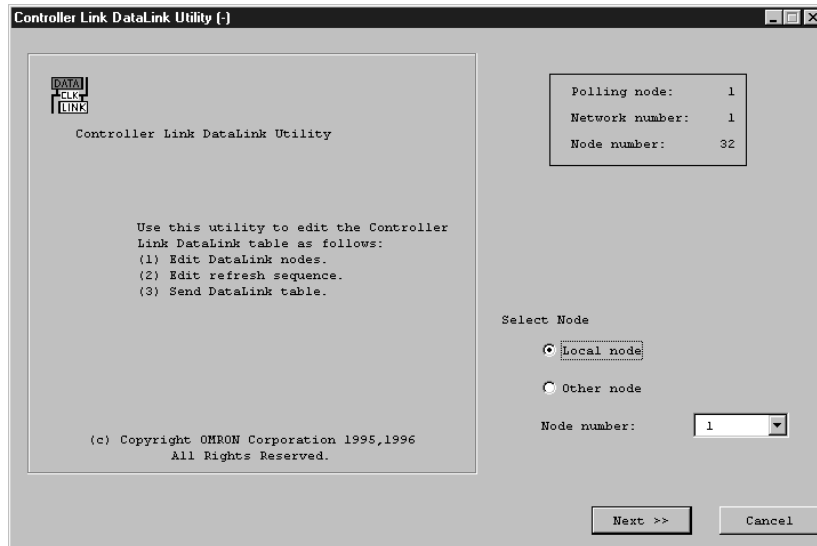 Controller Link DataLink Utility (-)
DATA
CLK
LINK
Controller Link DataLink Utility
Use this utility to edit the Controller
Link DataLink table as follows:
(1) Edit DataLink nodes.
(2) Edit refresh sequence.
(3) Send DataLink table.
(c) Copyright OMRON Corporation 1995,1996
All Rights Reserved.
Polling node: 1
Network number: 1
Node number: 32
Select Node
Local node
Other node
Node number: 1
Next >>
Cancel